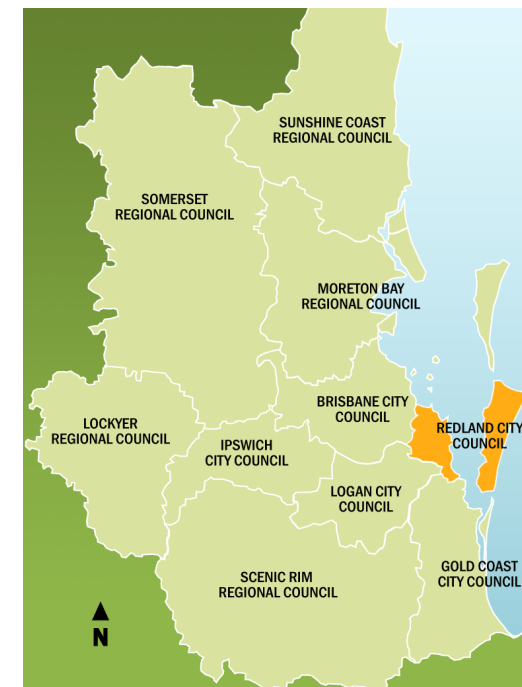 SUNSHINE COAST
REGIONAL COUNCIL
SOMERSET
REGIONAL COUNCIL
MORETON BAY
REGIONAL COUNCIL
BRISBANE CITY
COUNCIL
REDLAND CITY
COUNCIL
LOCKYER
REGIONAL COUNCIL
IPSWICH
CITY COUNCIL
LOGAN CITY
COUNCIL
GOLD COAST
CITY COUNCIL
SCENIC RIM
REGIONAL COUNCIL
N